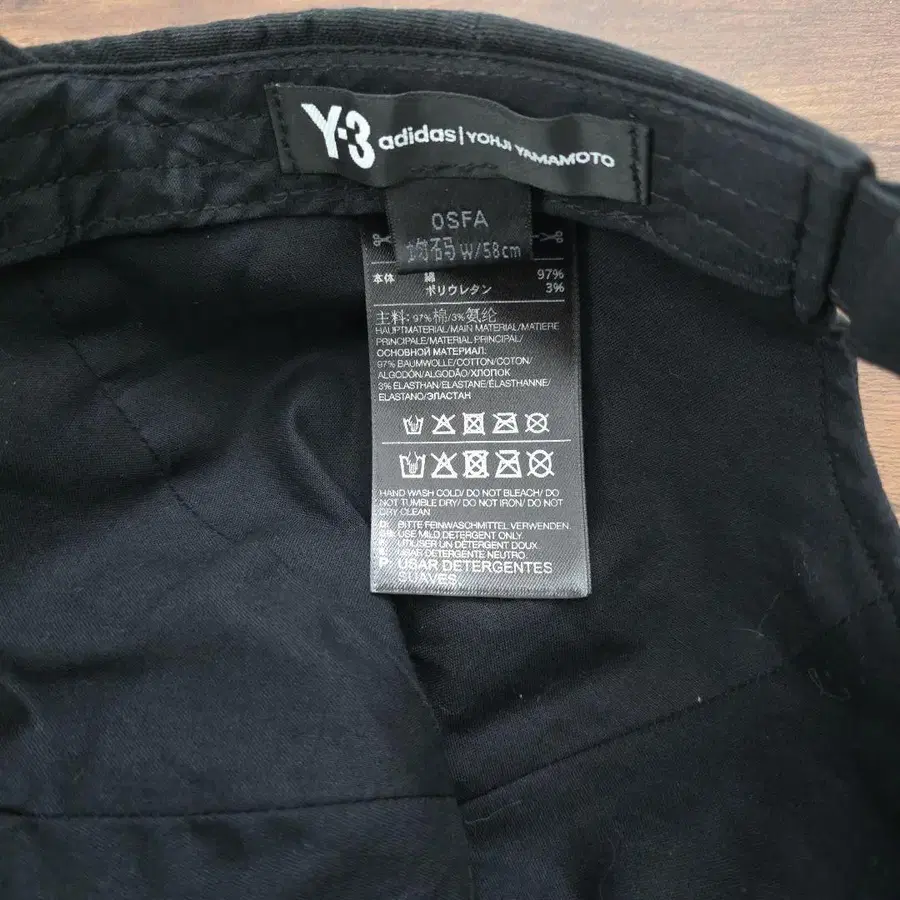 Y-3 adidas | YOHJI YAMAMOTO
OSFA
均码 W/58cm
本体 綿 97%
ポリウレタン 3%
主料: 97%棉/3%氨纶
HAUPTMATERIAL/MAIN MATERIAL/MATIERE
PRINCIPALE/MATERIAL PRINCIPAL/
ОСНОВНОЙ МАТЕРИАЛ:
97% BAUMWOLLE/COTTON/COTON/
ALGODÓN/ALGODÃO/ХЛОПОК
3% ELASTHAN/ELASTANE/ÉLASTHANNE/
ELASTANO/ЭЛАСТАН
HAND WASH COLD/ DO NOT BLEACH/ DO
NOT TUMBLE DRY/ DO NOT IRON/ DO NOT
DRY CLEAN
BITTE FEINWASCHMITTEL VERWENDEN.
USE MILD DETERGENT ONLY.
UTILISER UN DÉTERGENT DOUX.
USAR DETERGENTE NEUTRO.
P: USAR DETERGENTES
SUAVES.